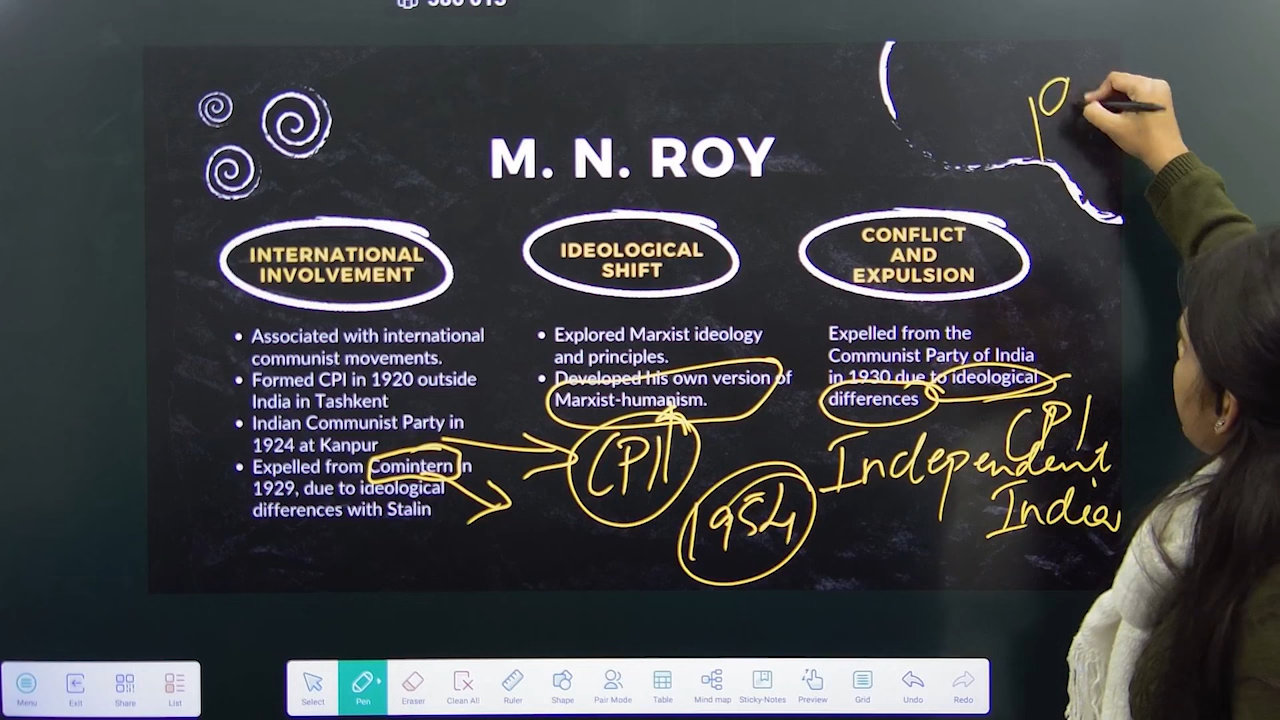 M. N. ROY
INTERNATIONAL
INVOLVEMENT
• Associated with international
communist movements.
• Formed CPI in 1920 outside
India in Tashkent
• Indian Communist Party in
1924 at Kanpur
• Expelled from Comintern in
1929, due to ideological
differences with Stalin
IDEOLOGICAL
SHIFT
• Explored Marxist ideology
and principles.
• Developed his own version of
Marxist-humanism.
CPI
1954
CONFLICT
AND
EXPULSION
Expelled from the
Communist Party of India
in 1930 due to ideological
differences
CPI
Independent
India
10
Menu
Exit
Share
List
Select
Pen
Eraser
Clean All
Ruler
Shape
Pair Mode
Table
Mind map
Sticky-Notes
Preview
Grid
Undo
Redo